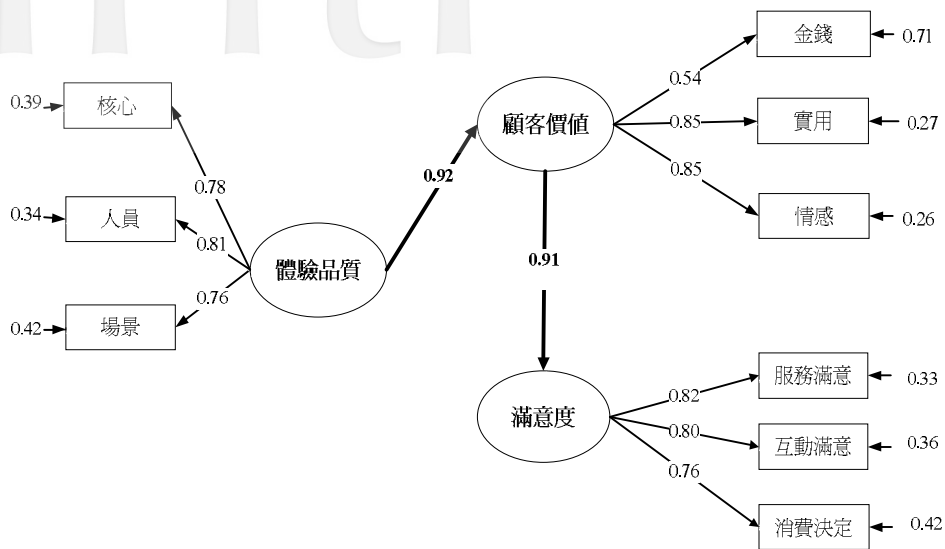 金錢
0.71
0.54
0.39
核心
顧客價值
0.85
實用
0.27
0.92
0.85
0.78
0.34
人員
情感
0.26
0.81
體驗品質
0.91
0.76
0.42
場景
服務滿意
0.33
0.82
滿意度
0.80
互動滿意
0.36
0.76
消費決定
0.42